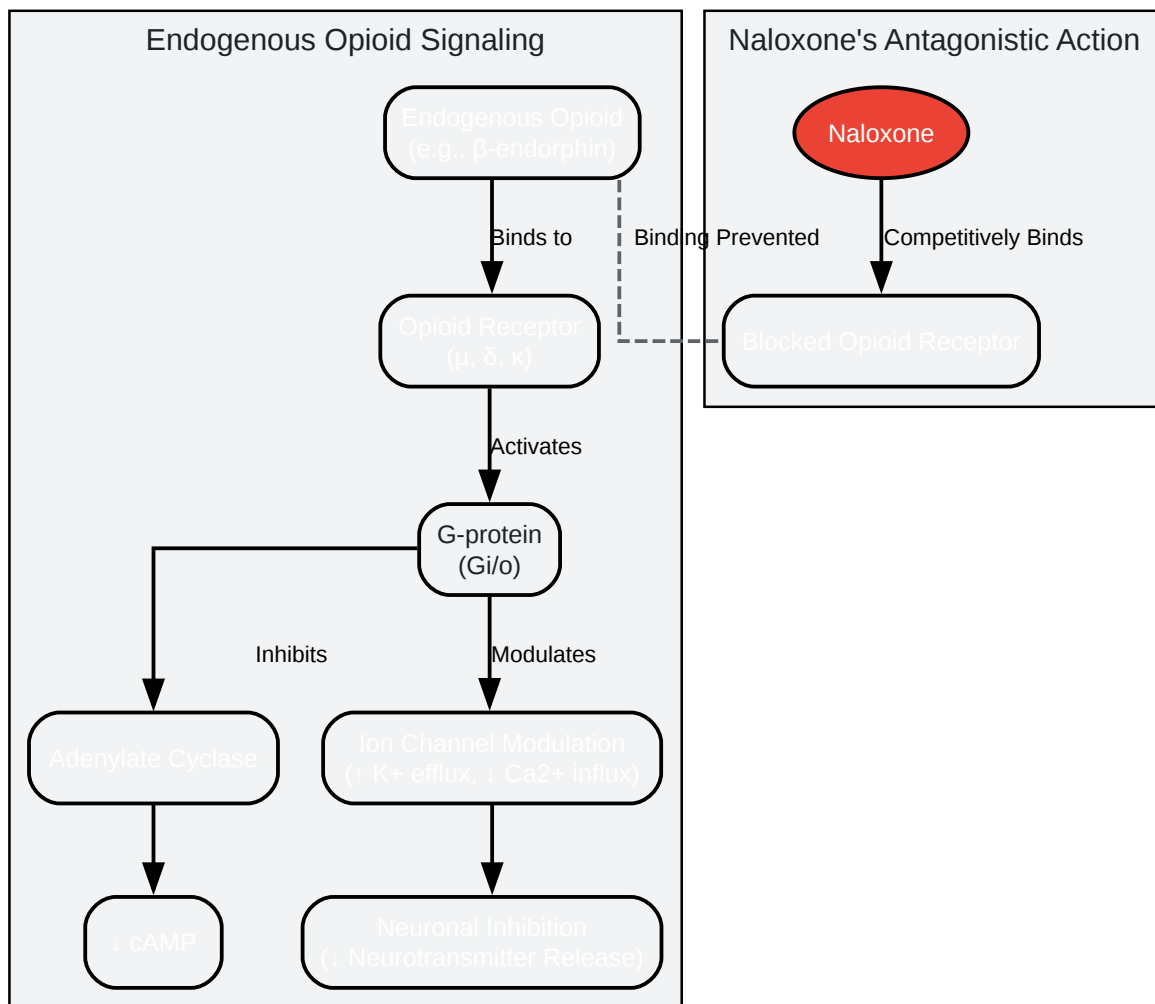 Endogenous Opioid Signaling
Naloxone's Antagonistic Action
Endogenous Opioid
(e.g., β-endorphin)
Naloxone
Binds to
Binding Prevented
Competitively Binds
Opioid Receptor
(μ, δ, κ)
Blocked Opioid Receptor
Activates
G-protein
(Gi/o)
Inhibits
Modulates
Adenylate Cyclase
Ion Channel Modulation
(↑ K+ efflux, ↓ Ca2+ influx)
↓ cAMP
Neuronal Inhibition
(↓ Neurotransmitter Release)